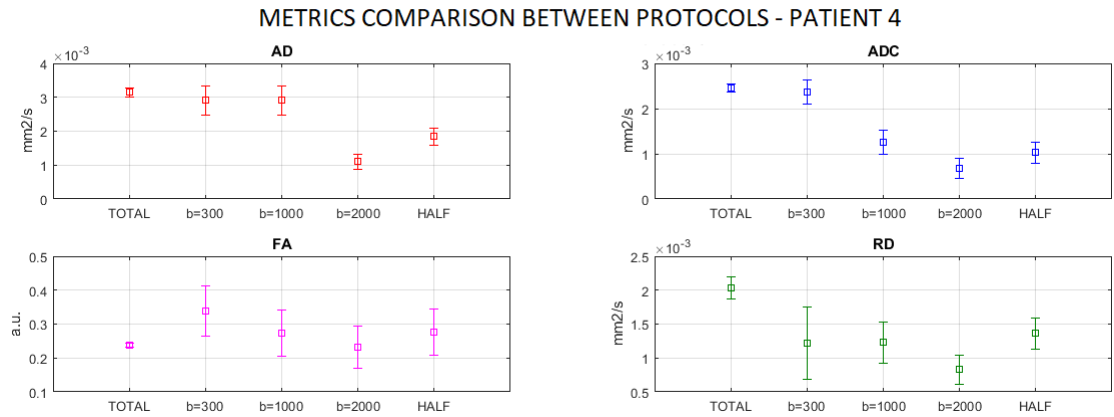 METRICS COMPARISON BETWEEN PROTOCOLS - PATIENT 4
AD
×10⁻³
4
3
2
1
0
mm2/s
TOTAL b=300 b=1000 b=2000 HALF
ADC
×10⁻³
3
2
1
0
mm2/s
TOTAL b=300 b=1000 b=2000 HALF
FA
0.5
0.4
0.3
0.2
0.1
a.u.
TOTAL b=300 b=1000 b=2000 HALF
RD
×10⁻³
2.5
2
1.5
1
0.5
mm2/s
TOTAL b=300 b=1000 b=2000 HALF